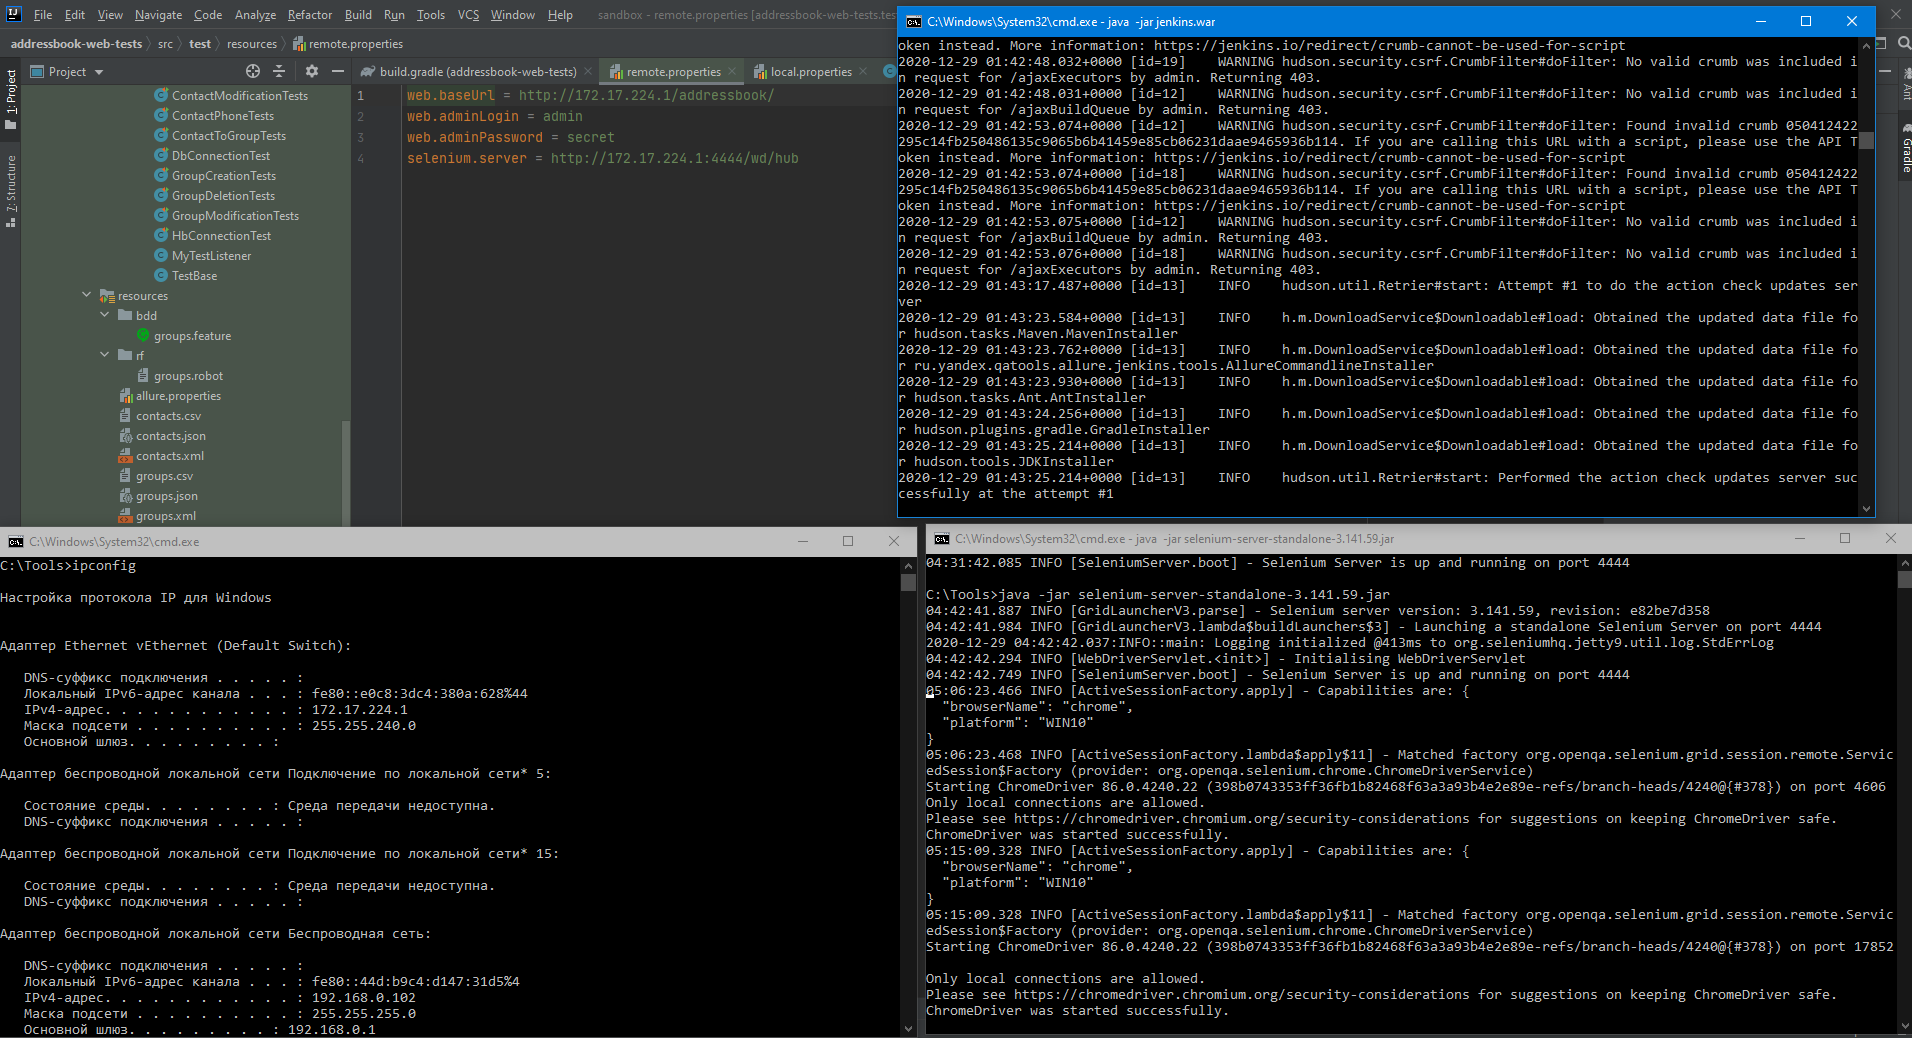 File Edit View Navigate Code Analyze Refactor Build Run Tools VCS Window Help sandbox - remote.properties [addressbook-web-tests.tes
addressbook-web-tests src test resources remote.properties
Project
build.gradle (addressbook-web-tests) remote.properties local.properties
1: Project
7: Structure
ContactModificationTests
ContactPhoneTests
ContactToGroupTests
DbConnectionTest
GroupCreationTests
GroupDeletionTests
GroupModificationTests
HbConnectionTest
MyTestListener
TestBase
resources
bdd
groups.feature
rf
groups.robot
allure.properties
contacts.csv
contacts.json
contacts.xml
groups.csv
groups.json
groups.xml
1 web.baseUrl = http://172.17.224.1/addressbook/
2 web.adminLogin = admin
3 web.adminPassword = secret
4 selenium.server = http://172.17.224.1:4444/wd/hub
Ant
Gradle
C:\Windows\System32\cmd.exe - java -jar jenkins.war
oken instead. More information: https://jenkins.io/redirect/crumb-cannot-be-used-for-script
2020-12-29 01:42:48.032+0000 [id=19] WARNING hudson.security.csrf.CrumbFilter#doFilter: No valid crumb was included i
n request for /ajaxExecutors by admin. Returning 403.
2020-12-29 01:42:48.031+0000 [id=12] WARNING hudson.security.csrf.CrumbFilter#doFilter: No valid crumb was included i
n request for /ajaxBuildQueue by admin. Returning 403.
2020-12-29 01:42:53.074+0000 [id=12] WARNING hudson.security.csrf.CrumbFilter#doFilter: Found invalid crumb 050412422
295c14fb250486135c9065b6b41459e85cb06231daae9465936b114. If you are calling this URL with a script, please use the API T
oken instead. More information: https://jenkins.io/redirect/crumb-cannot-be-used-for-script
2020-12-29 01:42:53.074+0000 [id=18] WARNING hudson.security.csrf.CrumbFilter#doFilter: Found invalid crumb 050412422
295c14fb250486135c9065b6b41459e85cb06231daae9465936b114. If you are calling this URL with a script, please use the API T
oken instead. More information: https://jenkins.io/redirect/crumb-cannot-be-used-for-script
2020-12-29 01:42:53.075+0000 [id=12] WARNING hudson.security.csrf.CrumbFilter#doFilter: No valid crumb was included i
n request for /ajaxBuildQueue by admin. Returning 403.
2020-12-29 01:42:53.076+0000 [id=18] WARNING hudson.security.csrf.CrumbFilter#doFilter: No valid crumb was included i
n request for /ajaxExecutors by admin. Returning 403.
2020-12-29 01:43:17.487+0000 [id=13] INFO hudson.util.Retrier#start: Attempt #1 to do the action check updates ser
ver
2020-12-29 01:43:23.584+0000 [id=13] INFO h.m.DownloadService$Downloadable#load: Obtained the updated data file fo
r hudson.tasks.Maven.MavenInstaller
2020-12-29 01:43:23.762+0000 [id=13] INFO h.m.DownloadService$Downloadable#load: Obtained the updated data file fo
r ru.yandex.qatools.allure.jenkins.tools.AllureCommandlineInstaller
2020-12-29 01:43:23.930+0000 [id=13] INFO h.m.DownloadService$Downloadable#load: Obtained the updated data file fo
r hudson.tasks.Ant.AntInstaller
2020-12-29 01:43:24.256+0000 [id=13] INFO h.m.DownloadService$Downloadable#load: Obtained the updated data file fo
r hudson.plugins.gradle.GradleInstaller
2020-12-29 01:43:25.214+0000 [id=13] INFO h.m.DownloadService$Downloadable#load: Obtained the updated data file fo
r hudson.tools.JDKInstaller
2020-12-29 01:43:25.214+0000 [id=13] INFO hudson.util.Retrier#start: Performed the action check updates server suc
cessfully at the attempt #1
C:\Windows\System32\cmd.exe
C:\Tools>ipconfig
Настройка протокола IP для Windows
Адаптер Ethernet vEthernet (Default Switch):
DNS-суффикс подключения . . . . . :
Локальный IPv6-адрес канала . . . : fe80::e0c8:3dc4:380a:628%44
IPv4-адрес. . . . . . . . . . . . : 172.17.224.1
Маска подсети . . . . . . . . . . : 255.255.240.0
Основной шлюз. . . . . . . . . :
Адаптер беспроводной локальной сети Подключение по локальной сети* 5:
Состояние среды. . . . . . . . : Среда передачи недоступна.
DNS-суффикс подключения . . . . . :
Адаптер беспроводной локальной сети Подключение по локальной сети* 15:
Состояние среды. . . . . . . . : Среда передачи недоступна.
DNS-суффикс подключения . . . . . :
Адаптер беспроводной локальной сети Беспроводная сеть:
DNS-суффикс подключения . . . . . :
Локальный IPv6-адрес канала . . . : fe80::44d:b9c4:d147:31d5%4
IPv4-адрес. . . . . . . . . . . . : 192.168.0.102
Маска подсети . . . . . . . . . . : 255.255.255.0
Основной шлюз. . . . . . . . . : 192.168.0.1
C:\Windows\System32\cmd.exe - java -jar selenium-server-standalone-3.141.59.jar
04:31:42.085 INFO [SeleniumServer.boot] - Selenium Server is up and running on port 4444
C:\Tools>java -jar selenium-server-standalone-3.141.59.jar
04:42:41.887 INFO [GridLauncherV3.parse] - Selenium server version: 3.141.59, revision: e82be7d358
04:42:41.984 INFO [GridLauncherV3.lambda$buildLaunchers$3] - Launching a standalone Selenium Server on port 4444
2020-12-29 04:42:42.037:INFO::main: Logging initialized @413ms to org.seleniumhq.jetty9.util.log.StdErrLog
04:42:42.294 INFO [WebDriverServlet.<init>] - Initialising WebDriverServlet
04:42:42.749 INFO [SeleniumServer.boot] - Selenium Server is up and running on port 4444
05:06:23.466 INFO [ActiveSessionFactory.apply] - Capabilities are: {
"browserName": "chrome",
"platform": "WIN10"
}
05:06:23.468 INFO [ActiveSessionFactory.lambda$apply$11] - Matched factory org.openqa.selenium.grid.session.remote.Servic
edSession$Factory (provider: org.openqa.selenium.chrome.ChromeDriverService)
Starting ChromeDriver 86.0.4240.22 (398b0743353ff36fb1b82468f63a3a93b4e2e89e-refs/branch-heads/4240@{#378}) on port 4606
Only local connections are allowed.
Please see https://chromedriver.chromium.org/security-considerations for suggestions on keeping ChromeDriver safe.
ChromeDriver was started successfully.
05:15:09.328 INFO [ActiveSessionFactory.apply] - Capabilities are: {
"browserName": "chrome",
"platform": "WIN10"
}
05:15:09.328 INFO [ActiveSessionFactory.lambda$apply$11] - Matched factory org.openqa.selenium.grid.session.remote.Servic
edSession$Factory (provider: org.openqa.selenium.chrome.ChromeDriverService)
Starting ChromeDriver 86.0.4240.22 (398b0743353ff36fb1b82468f63a3a93b4e2e89e-refs/branch-heads/4240@{#378}) on port 17852
Only local connections are allowed.
Please see https://chromedriver.chromium.org/security-considerations for suggestions on keeping ChromeDriver safe.
ChromeDriver was started successfully.